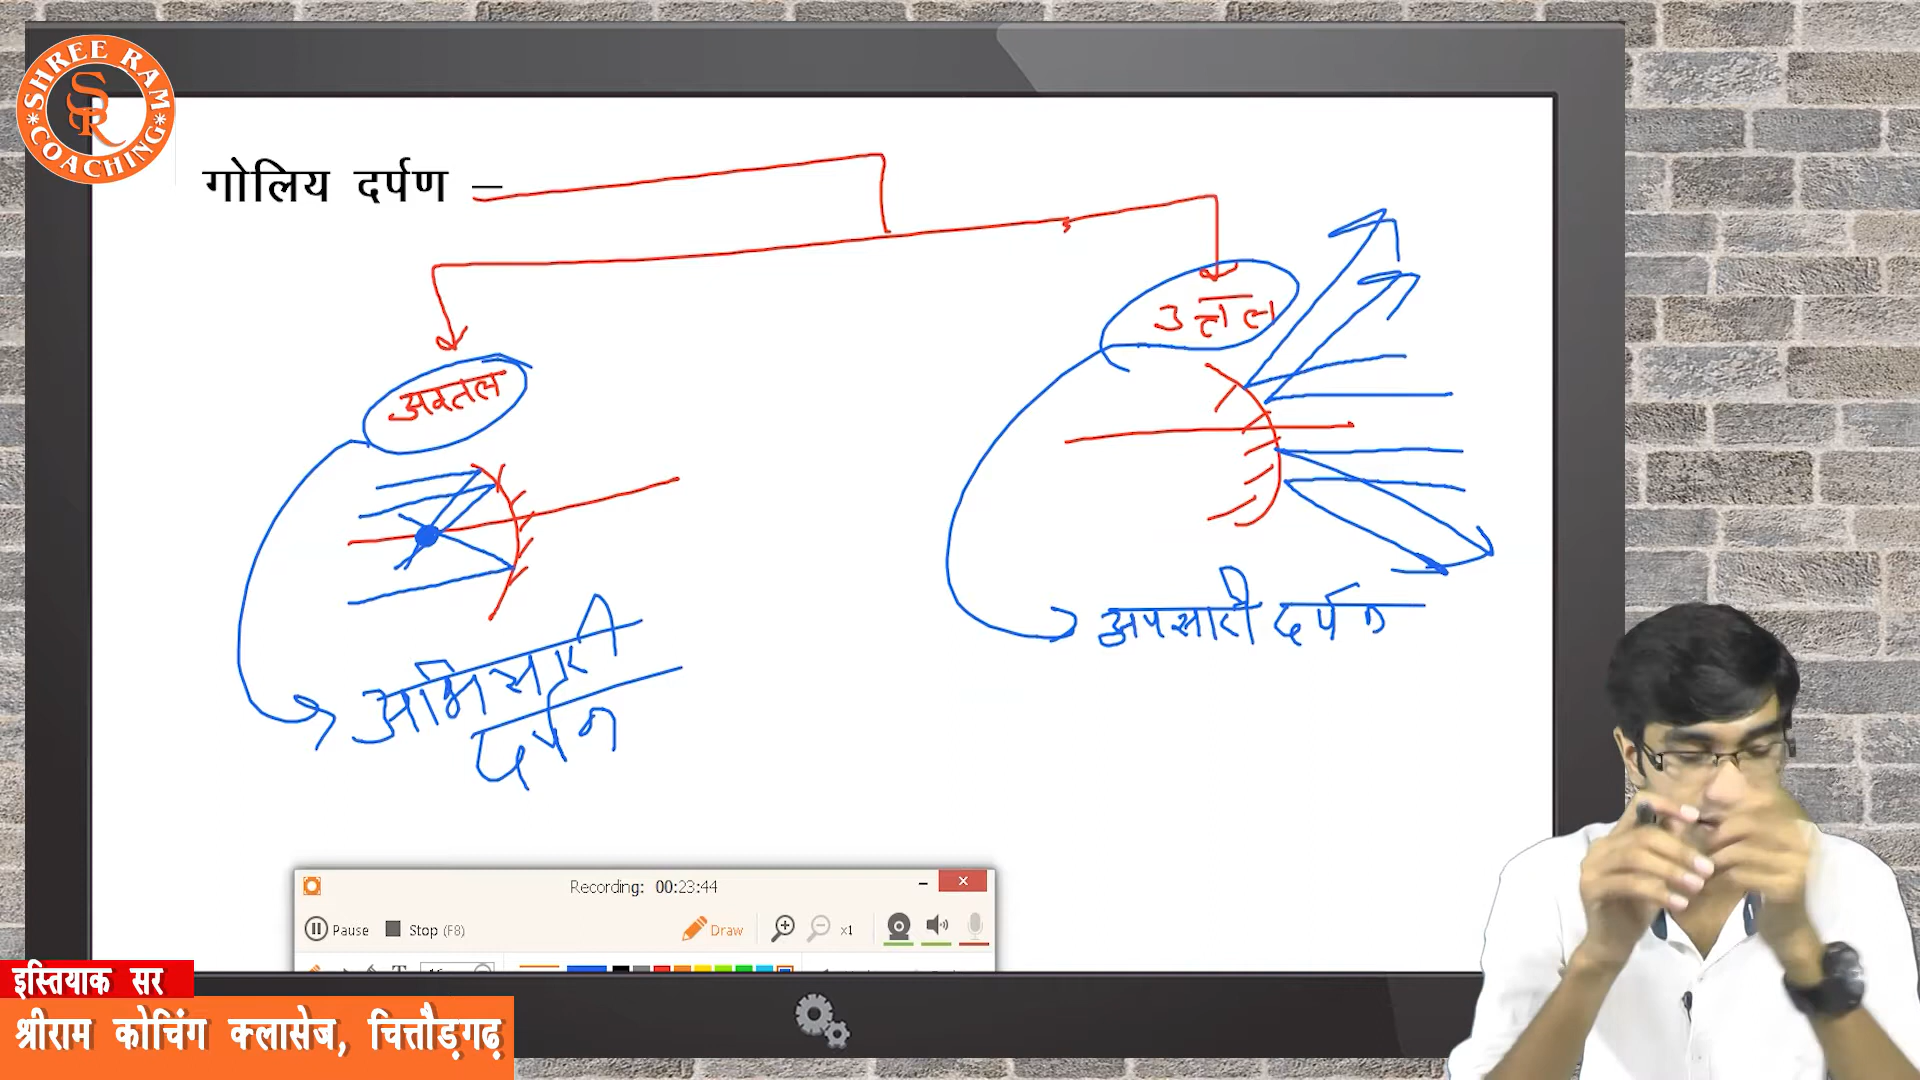 SHREE RAM
SR
COACHING
गोलिय दर्पण –
उत्तल
अवतल
अपसारी दर्पण
अभिसारी
दर्पण
Recording: 00:23:44
Pause
Stop (F8)
Draw
x1
इस्तियाक सर
श्रीराम कोचिंग क्लासेज, चित्तौड़गढ़